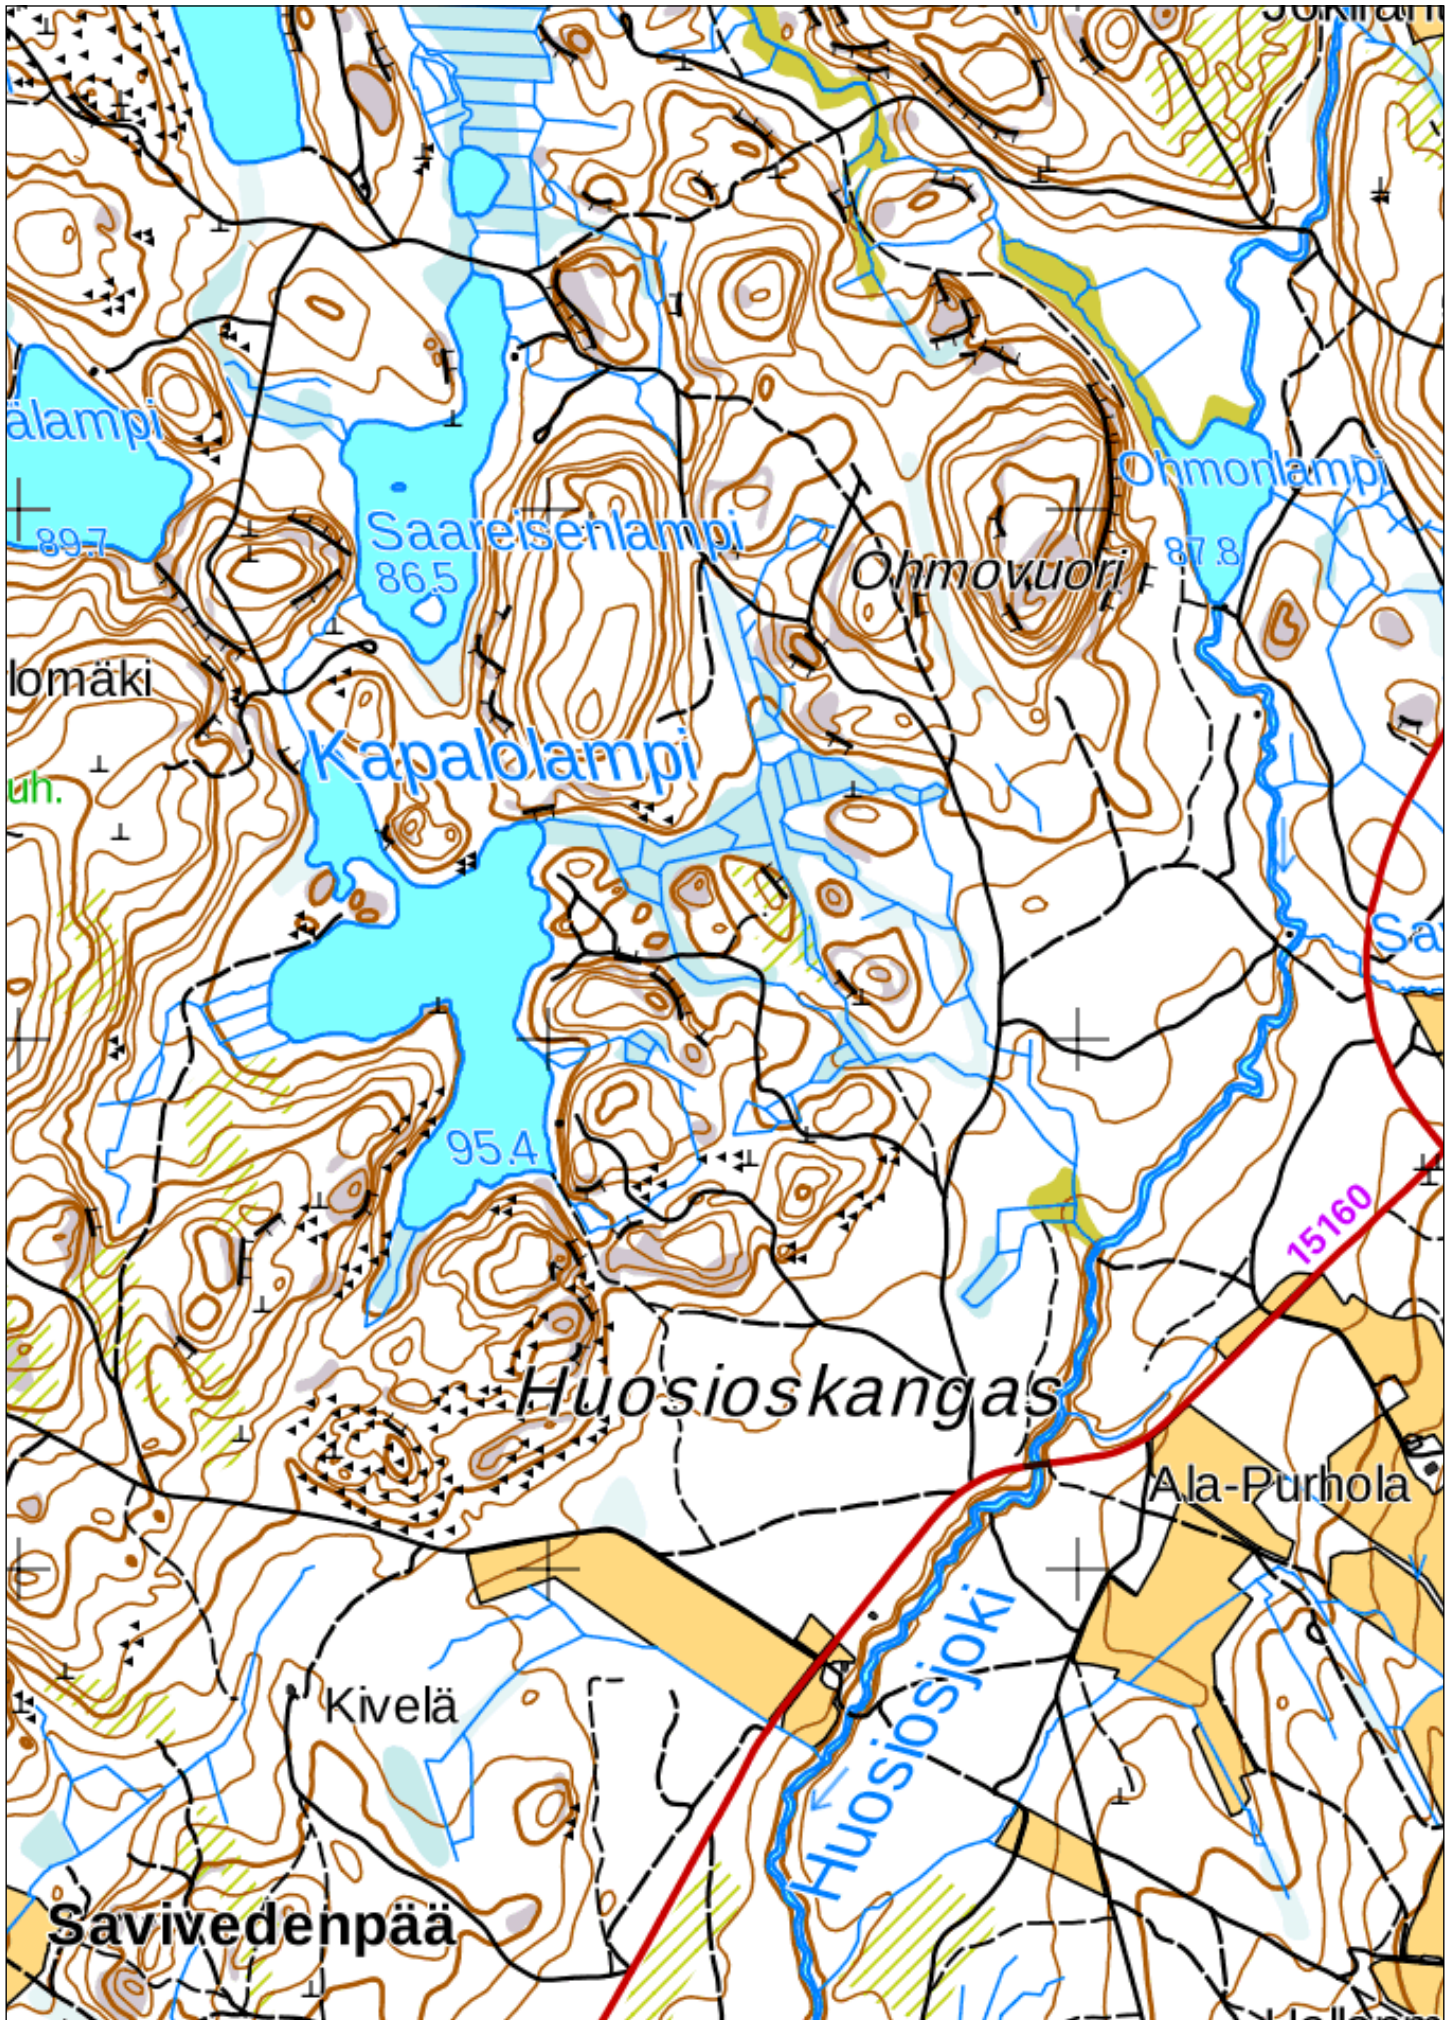 älampi
89.7
Saareisenlampi
86.5
Ohmonlampi
87.8
Ohmovuori
lomäki
Kapalolampi
uh.
95.4
15160
Huosioskangas
Ala-Purhola
Huosiosjoki
Kivelä
Savivedenpää